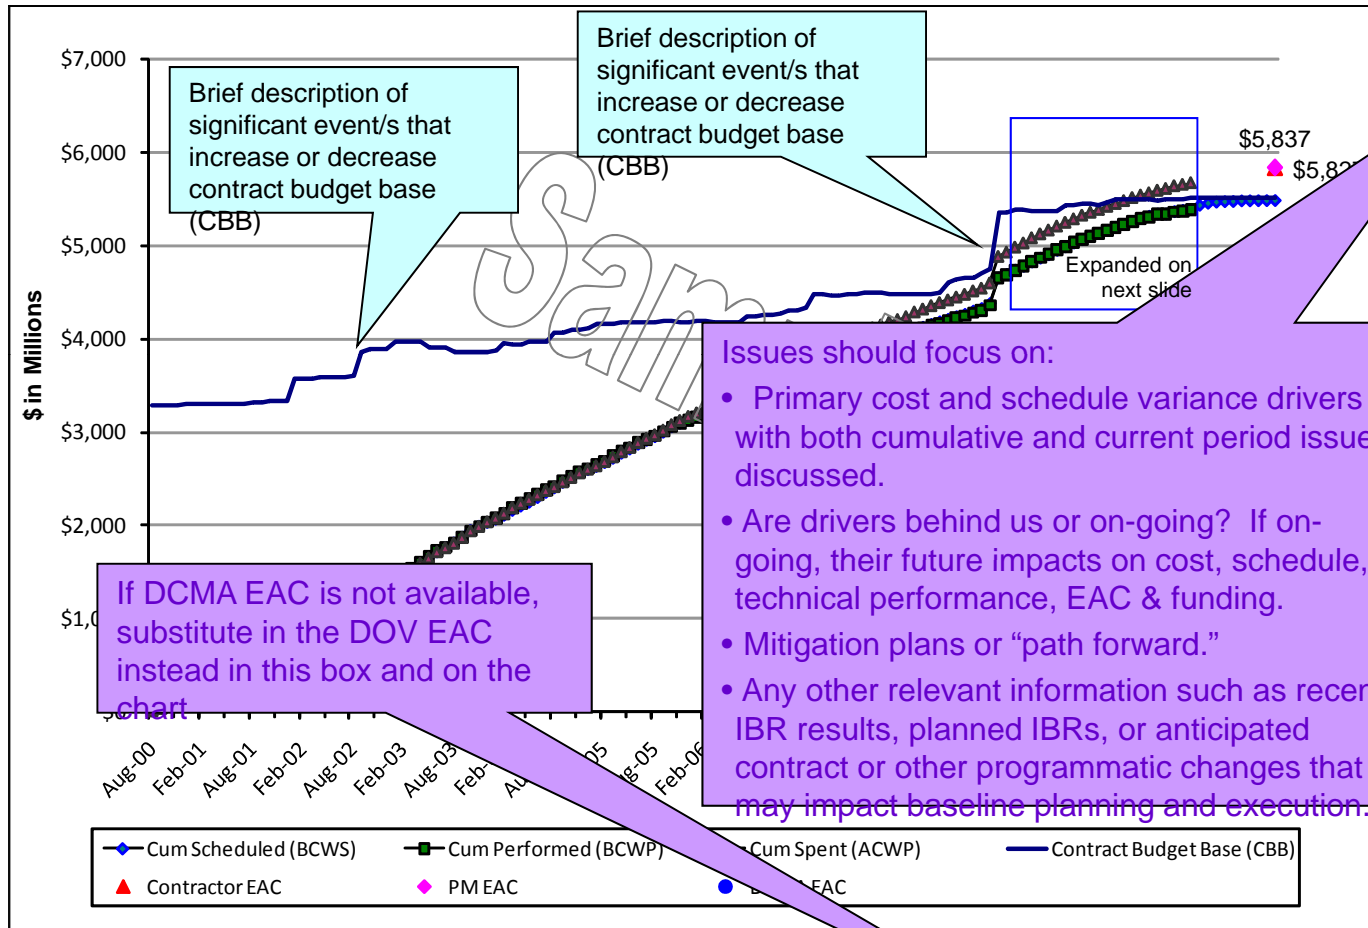 $7,000
$6,000
$5,000
$4,000
$3,000
$2,000
$ in Millions
Brief description of
significant event/s that
increase or decrease
contract budget base
(CBB)
Brief description of
significant event/s that
increase or decrease
contract budget base
(CBB)
$5,837
Expanded on
next slide
Issues should focus on:
• Primary cost and schedule variance drivers
with both cumulative and current period
discussed.
• Are drivers behind us or on-going? If on-
going, their future impacts on cost, schedule,
technical performance, EAC & funding.
• Mitigation plans or “path forward.”
• Any other relevant information such as
IBR results, planned IBRs, or anticipated
contract or other programmatic changes that
may impact baseline planning and execution.
If DCMA EAC is not available,
substitute in the DOV EAC
instead in this box and on the
chart
Aug-00
Feb-01
Aug-01
Feb-02
Aug-02
Feb-03
Cum Scheduled (BCWS)
Cum Performed (BCWP)
Cum Spent (ACWP)
Contract Budget Base (CBB)
Contractor EAC
PM EAC
EAC